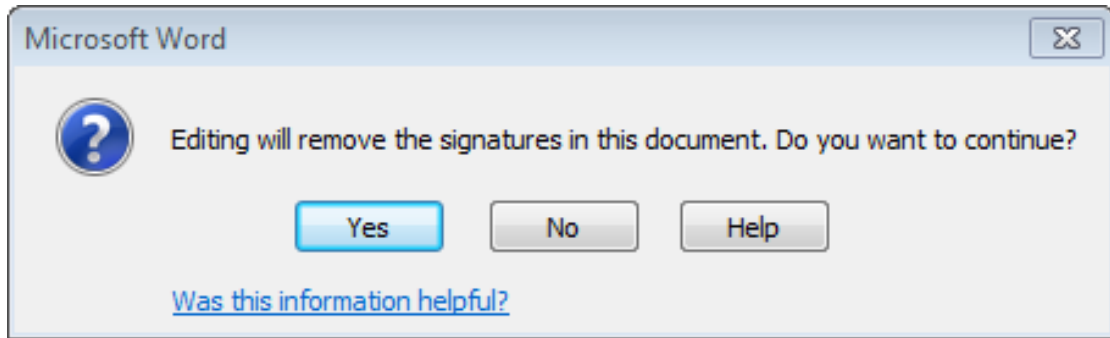 Microsoft Word
Editing will remove the signatures in this document. Do you want to continue?
Yes No Help
Was this information helpful?